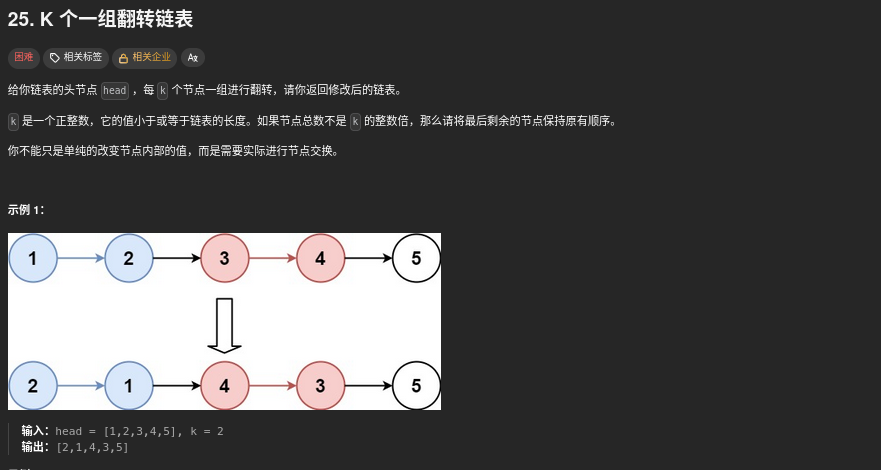 25. K 个一组翻转链表
困难 相关标签 相关企业 Az
给你链表的头节点 head ，每 k 个节点一组进行翻转，请你返回修改后的链表。
k 是一个正整数，它的值小于或等于链表的长度。如果节点总数不是 k 的整数倍，那么请将最后剩余的节点保持原有顺序。
你不能只是单纯的改变节点内部的值，而是需要实际进行节点交换。
示例 1：
1 2 3 4 5
2 1 4 3 5
输入：head = [1,2,3,4,5], k = 2
输出：[2,1,4,3,5]